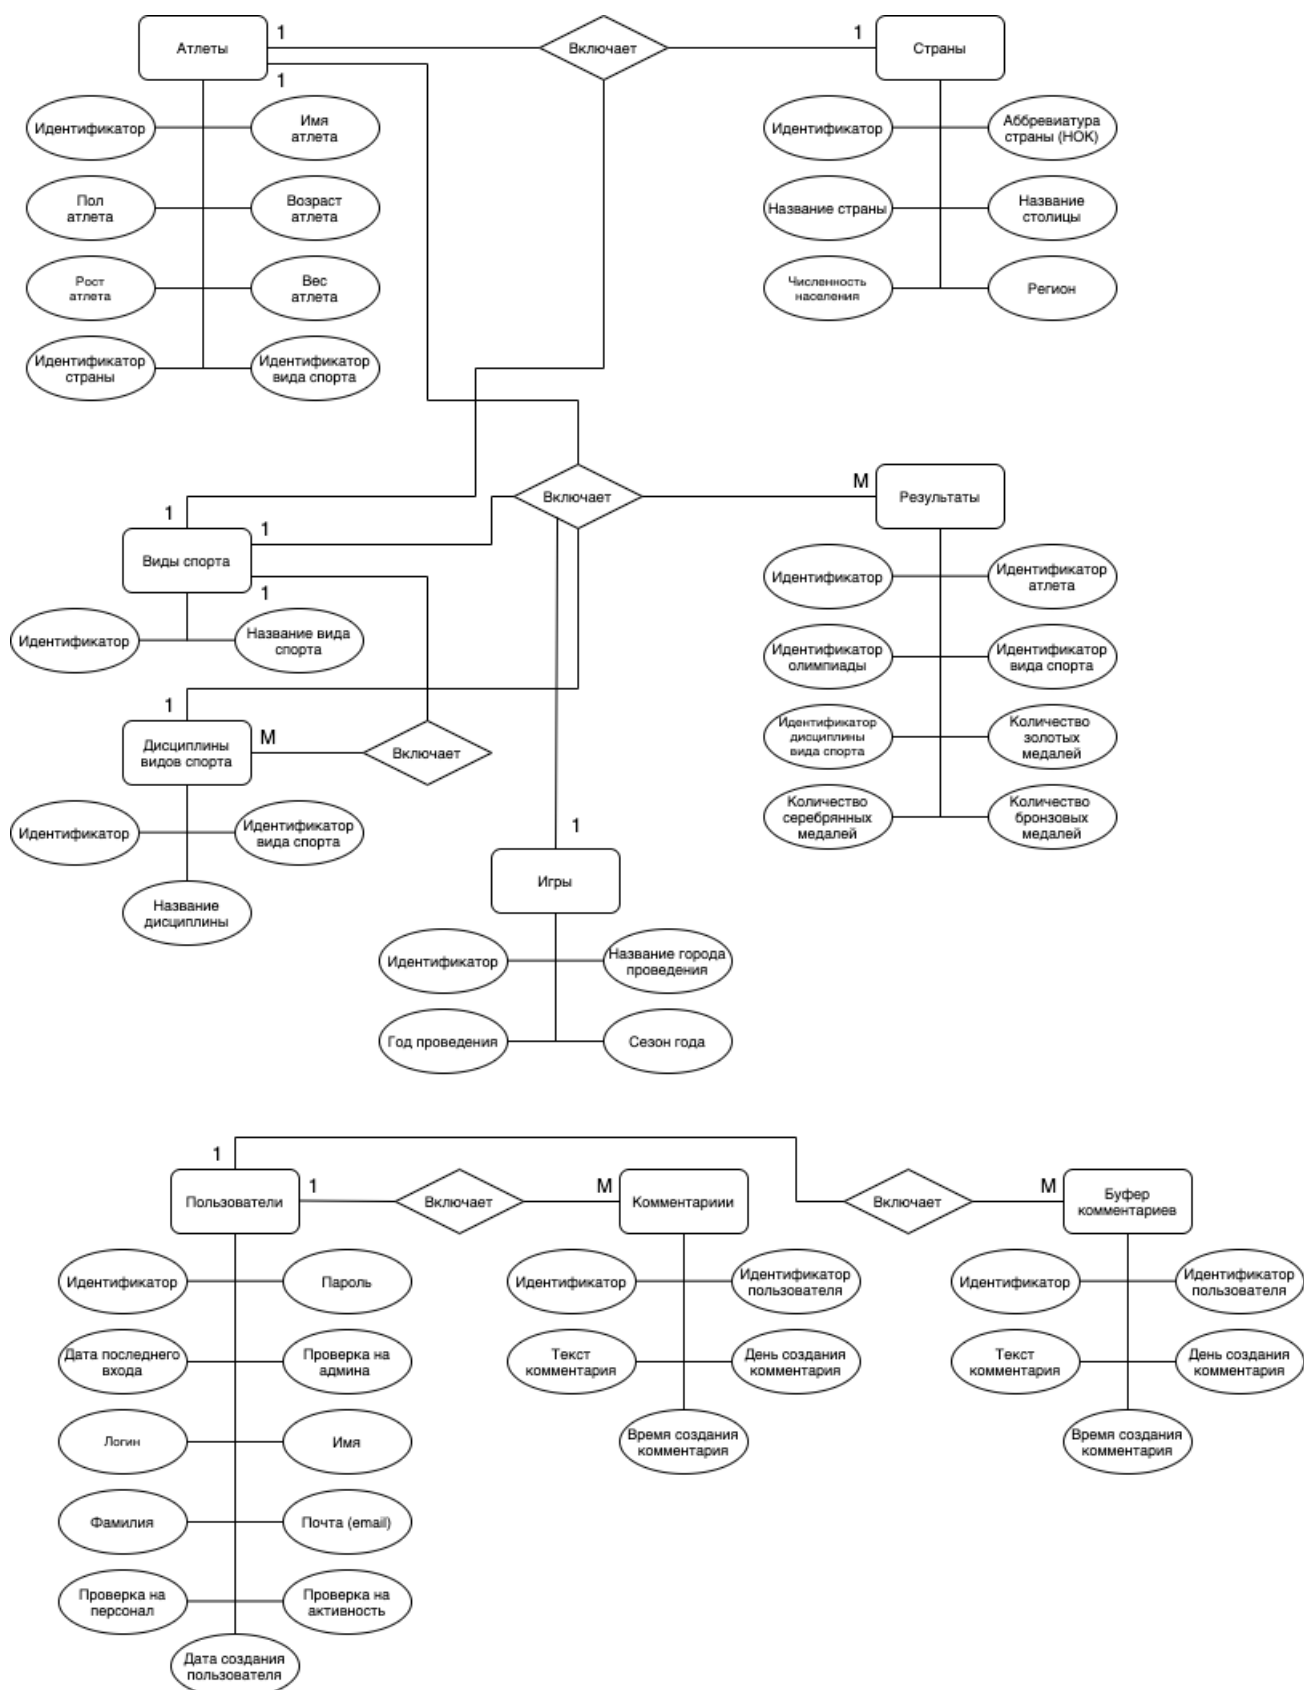 Атлеты
1
Включает
1
Страны
1
Идентификатор
Имя
атлета
Идентификатор
Аббревиатура
страны (НОК)
Пол
атлета
Возраст
атлета
Название страны
Название
столицы
Рост
атлета
Вес
атлета
Численность
населения
Регион
Идентификатор
страны
Идентификатор
вида спорта
Включает
М
Результаты
1
1
Виды спорта
1
Идентификатор
Название вида
спорта
Идентификатор
Идентификатор
атлета
Идентификатор
олимпиады
Идентификатор
вида спорта
1
Дисциплины
видов спорта
М
Включает
Идентификатор
дисциплины
вида спорта
Количество
золотых
медалей
Идентификатор
Идентификатор
вида спорта
Количество
серебрянных
медалей
Количество
бронзовых
медалей
Название
дисциплины
1
Игры
Идентификатор
Название города
проведения
Год проведения
Сезон года
1
Пользователи
1
Включает
М
Комментариии
Включает
М
Буфер
комментариев
Идентификатор
Пароль
Идентификатор
Идентификатор
пользователя
Идентификатор
Идентификатор
пользователя
Дата последнего
входа
Проверка на
админа
Текст
комментария
День создания
комментария
Текст
комментария
День создания
комментария
Логин
Имя
Время создания
комментария
Время создания
комментария
Фамилия
Почта (email)
Проверка на
персонал
Проверка на
активность
Дата создания
пользователя